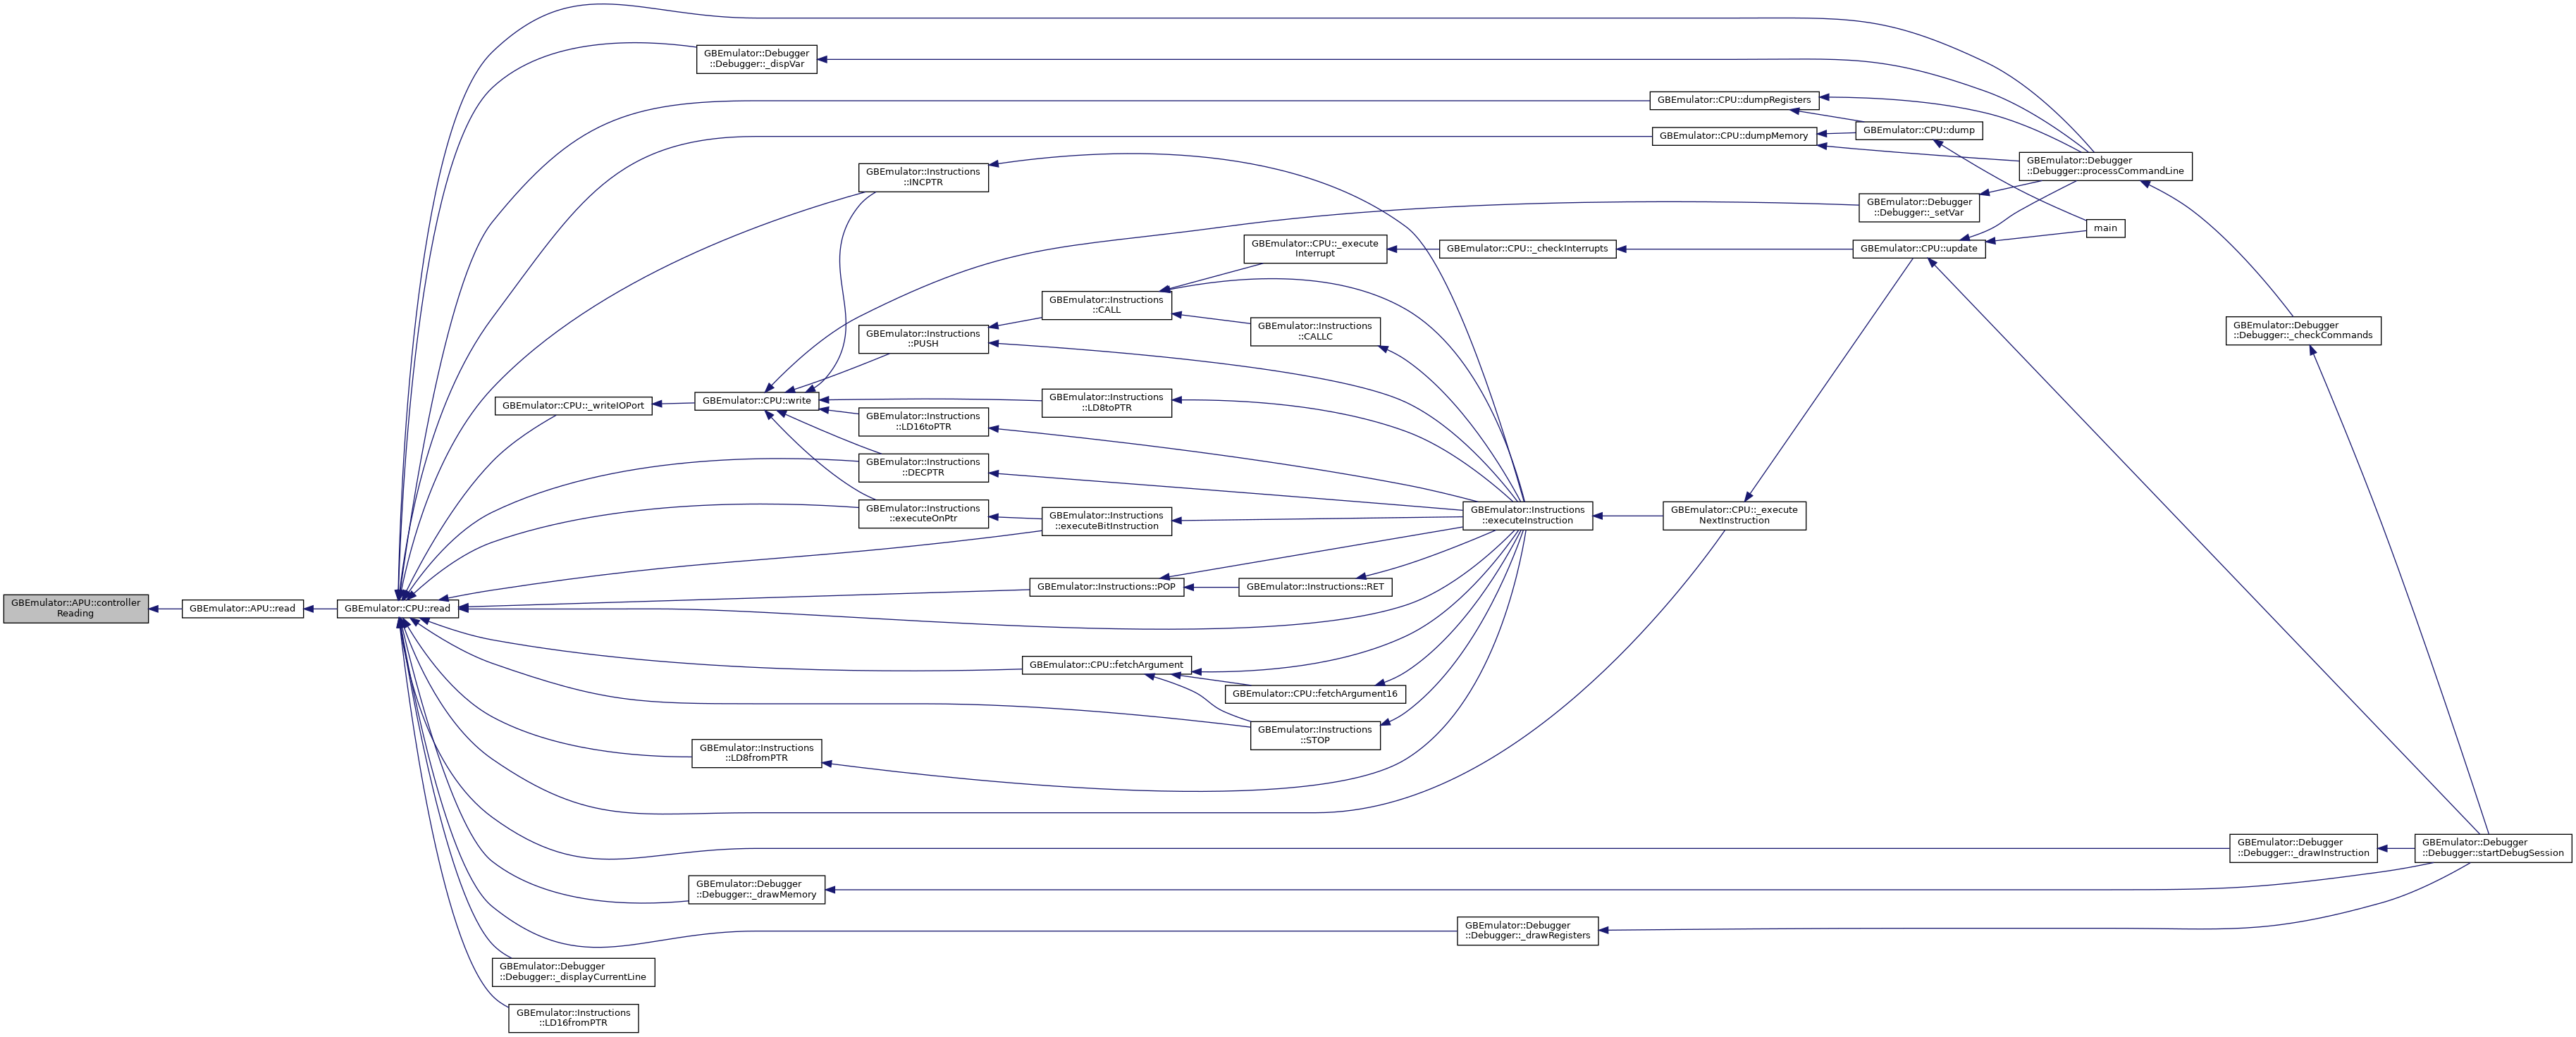 GBEmulator::Debugger
::Debugger::_dispVar
GBEmulator::CPU::dumpRegisters
GBEmulator::CPU::dumpMemory
GBEmulator::CPU::dump
GBEmulator::Debugger
::Debugger::processCommandLine
GBEmulator::Instructions
::INCPTR
GBEmulator::Debugger
::Debugger::_setVar
main
GBEmulator::CPU::_execute
Interrupt
GBEmulator::CPU::_checkInterrupts
GBEmulator::CPU::update
GBEmulator::Instructions
::CALL
GBEmulator::Instructions
::PUSH
GBEmulator::Instructions
::CALLC
GBEmulator::Debugger
::Debugger::_checkCommands
GBEmulator::CPU::_writeIOPort
GBEmulator::CPU::write
GBEmulator::Instructions
::LD8toPTR
GBEmulator::Instructions
::LD16toPTR
GBEmulator::Instructions
::DECPTR
GBEmulator::Instructions
::executeOnPtr
GBEmulator::Instructions
::executeBitInstruction
GBEmulator::Instructions
::executeInstruction
GBEmulator::CPU::_execute
NextInstruction
GBEmulator::Instructions::POP
GBEmulator::Instructions::RET
GBEmulator::APU::controller
Reading
GBEmulator::APU::read
GBEmulator::CPU::read
GBEmulator::CPU::fetchArgument
GBEmulator::CPU::fetchArgument16
GBEmulator::Instructions
::STOP
GBEmulator::Instructions
::LD8fromPTR
GBEmulator::Debugger
::Debugger::_drawInstruction
GBEmulator::Debugger
::Debugger::startDebugSession
GBEmulator::Debugger
::Debugger::_drawMemory
GBEmulator::Debugger
::Debugger::_drawRegisters
GBEmulator::Debugger
::Debugger::_displayCurrentLine
GBEmulator::Instructions
::LD16fromPTR